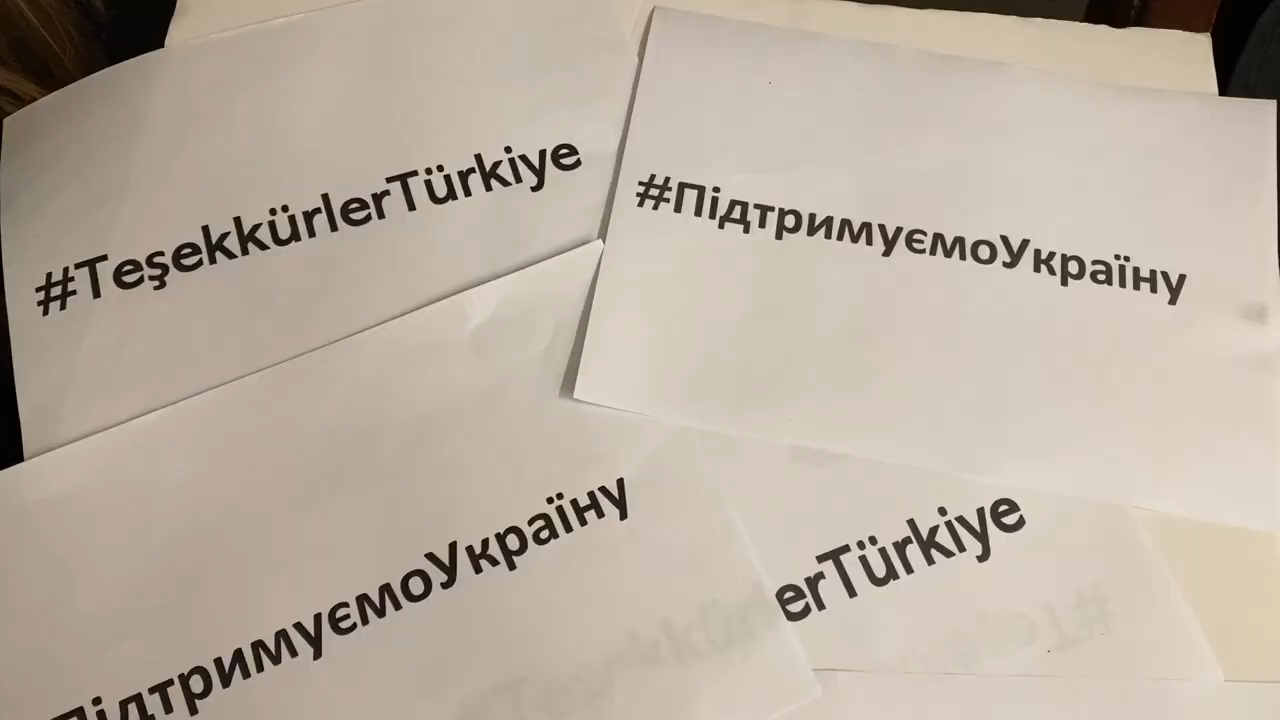 #TeşekkürlerTürkiye
#ПідтримуємоУкраїну
ПідтримуємоУкраїну
erTürkiye